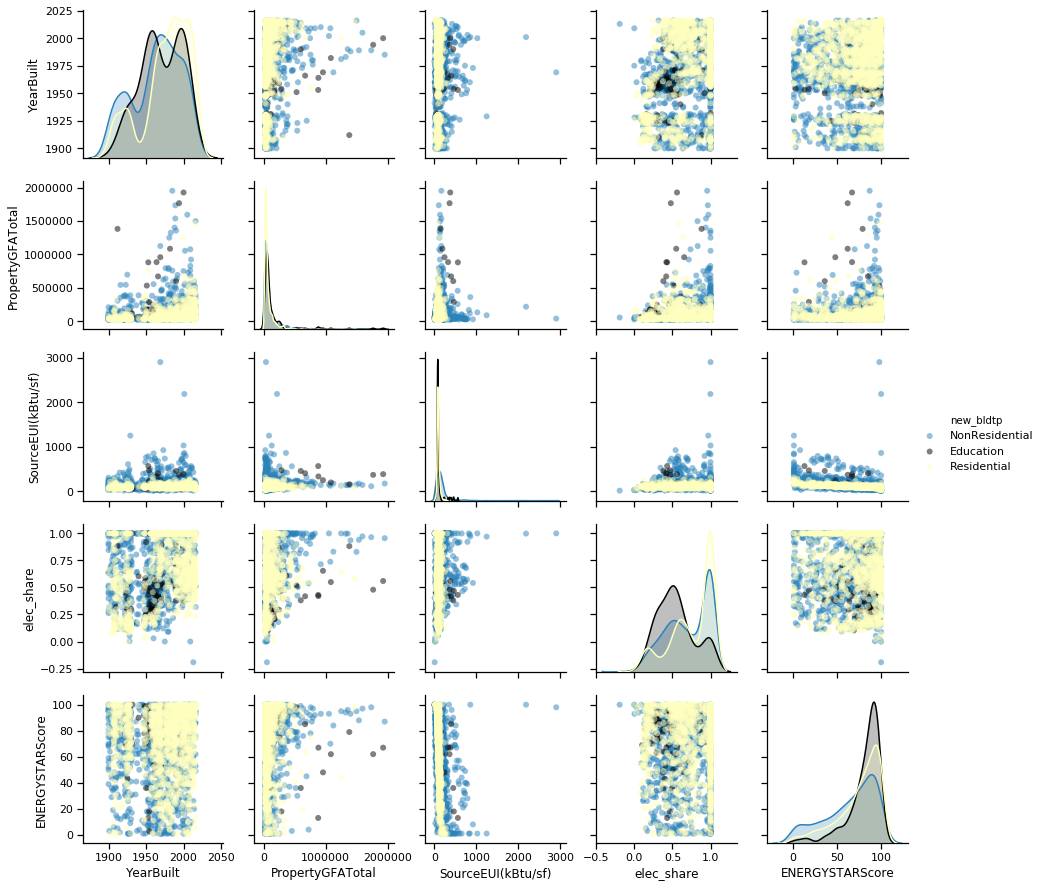 2025
2000
1975
1950
1925
1900
YearBuilt
2000000
1500000
1000000
500000
0
PropertyGFATotal
3000
2000
1000
0
SourceEUI(kBtu/sf)
new_bldtp
NonResidential
Education
Residential
1.00
0.75
0.50
0.25
0.00
−0.25
elec_share
100
80
60
40
20
0
ENERGYSTARScore
1900 1950 2000 2050
0 1000000 2000000
0 1000 2000 3000
−0.5 0.0 0.5 1.0
0 50 100
YearBuilt
PropertyGFATotal
SourceEUI(kBtu/sf)
elec_share
ENERGYSTARScore